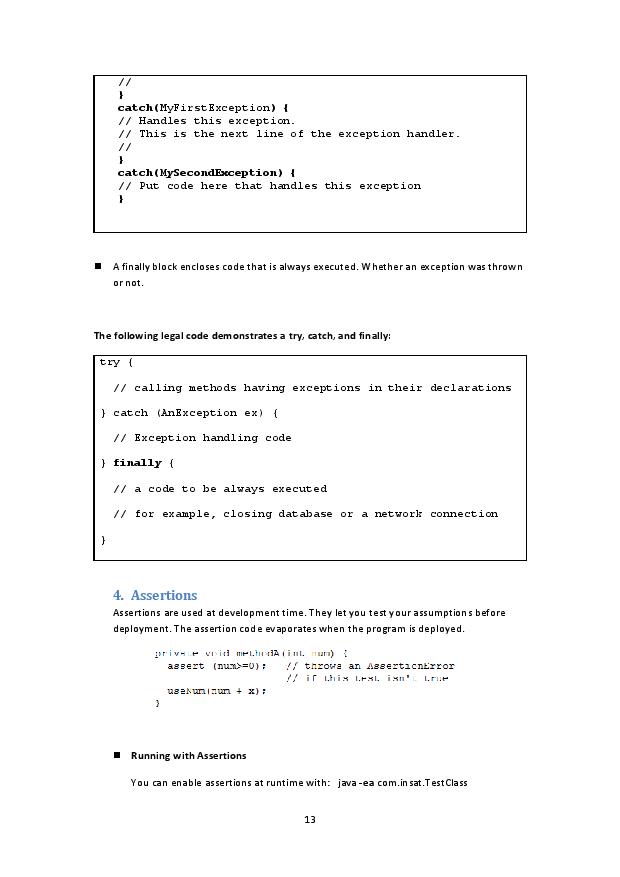 //
}
catch(MyFirstException) {
// Handles this exception.
// This is the next line of the exception handler.
//
}
catch(MySecondException) {
// Put code here that handles this exception
}
■ A finally block encloses code that is always executed. Whether an exception was thrown
or not.
The following legal code demonstrates a try, catch, and finally:
try {
// calling methods having exceptions in their declarations
} catch (AnException ex) {
// Exception handling code
} finally {
// a code to be always executed
// for example, closing database or a network connection
}
4. Assertions
Assertions are used at development time. They let you test your assumptions before
deployment. The assertion code evaporates when the program is deployed.
private void methodA(int num) {
assert (num>=0); // throws an AssertionError
// if this test isn't true
useNum(num + x);
}
■ Running with Assertions
You can enable assertions at runtime with: java -ea com.insat.TestClass
13